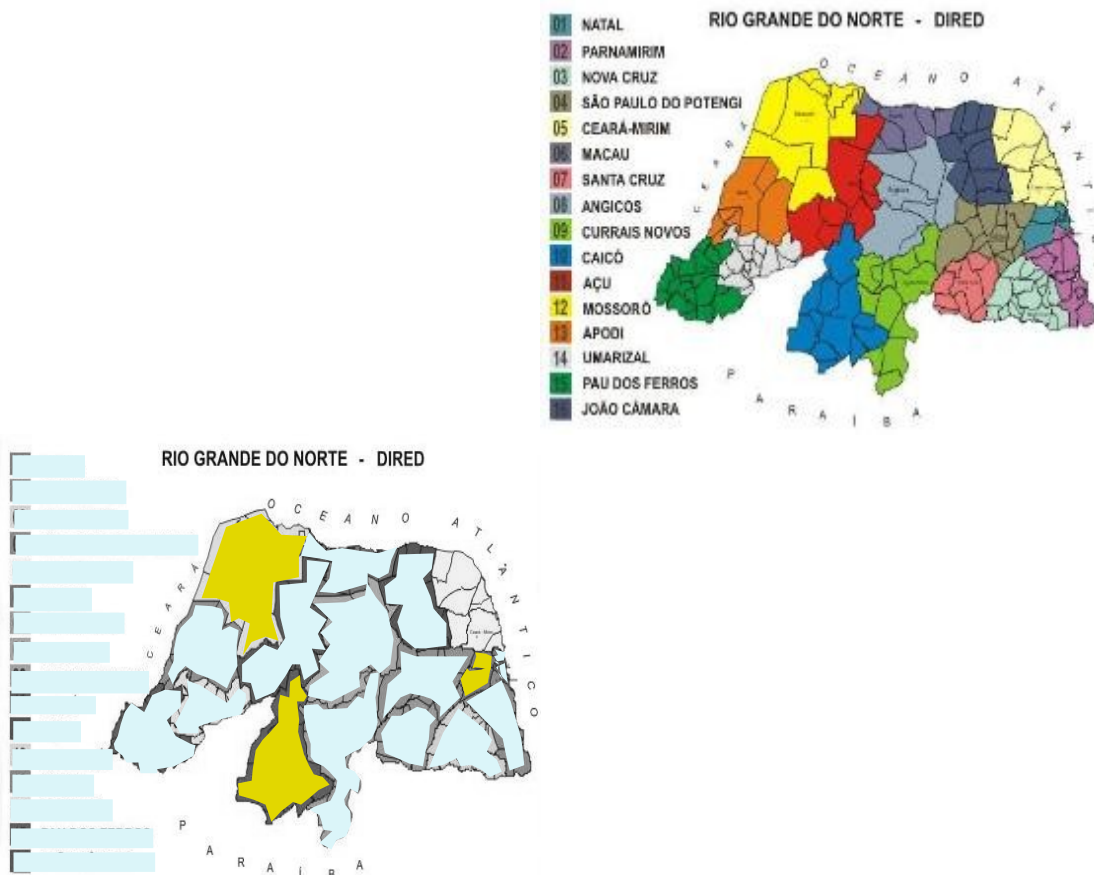 RIO GRANDE DO NORTE - DIRED
01 NATAL
02 PARNAMIRIM
03 NOVA CRUZ
04 SÃO PAULO DO POTENGI
05 CEARÁ-MIRIM
06 MACAU
07 SANTA CRUZ
08 ANGICOS
09 CURRAIS NOVOS
10 CAICÓ
11 AÇU
12 MOSSORÓ
13 APODI
14 UMARIZAL
15 PAU DOS FERROS
16 JOÃO CÂMARA
OCEANO ATLÂNTI
CEARÁ
PARAÍBA
RIO GRANDE DO NORTE - DIRED
OCEANO ATLÂNTICO
CEARÁ
PARAÍBA